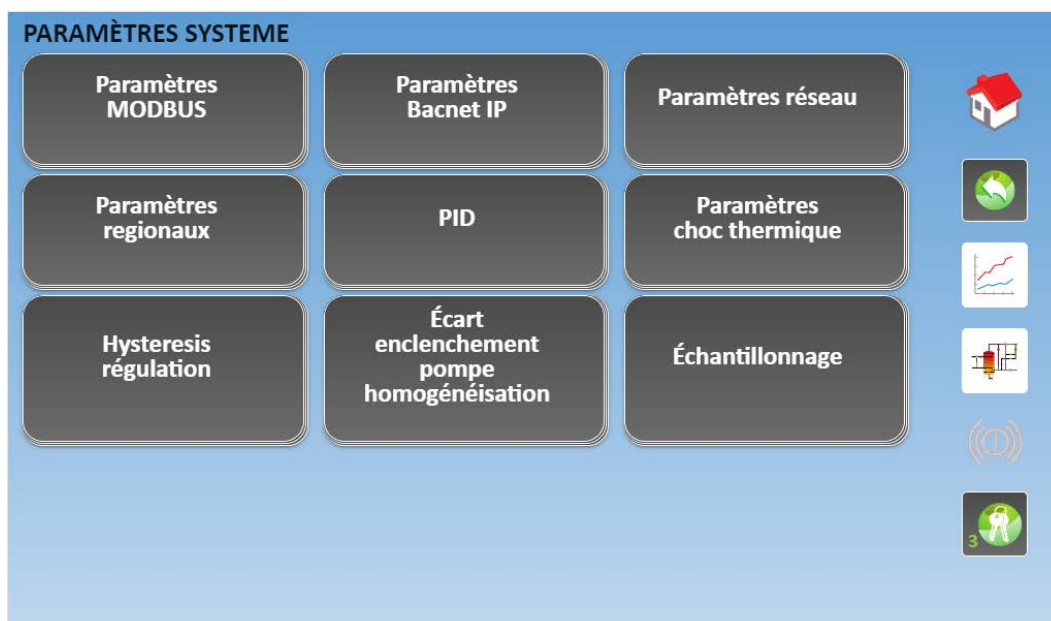 PARAMÈTRES SYSTEME
Paramètres
MODBUS
Paramètres
Bacnet IP
Paramètres réseau
Paramètres
regionaux
PID
Paramètres
choc thermique
Hysteresis
régulation
Écart
enclenchement
pompe
homogénéisation
Échantillonnage
3